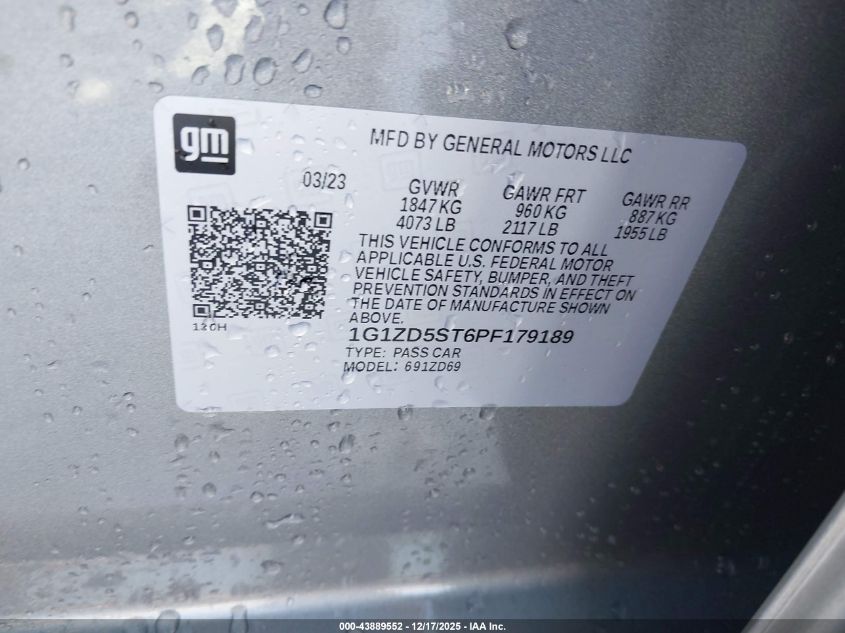 gm
MFD BY GENERAL MOTORS LLC
03/23
GVWR GAWR FRT GAWR RR
1847 KG 960 KG 887 KG
4073 LB 2117 LB 1955 LB
THIS VEHICLE CONFORMS TO ALL
APPLICABLE U.S. FEDERAL MOTOR
VEHICLE SAFETY, BUMPER, AND THEFT
PREVENTION STANDARDS IN EFFECT ON
THE DATE OF MANUFACTURE SHOWN
ABOVE.
1G1ZD5ST6PF179189
TYPE: PASS CAR
MODEL: 691ZD69
000-43889552 - 12/17/2025 - IAA Inc.